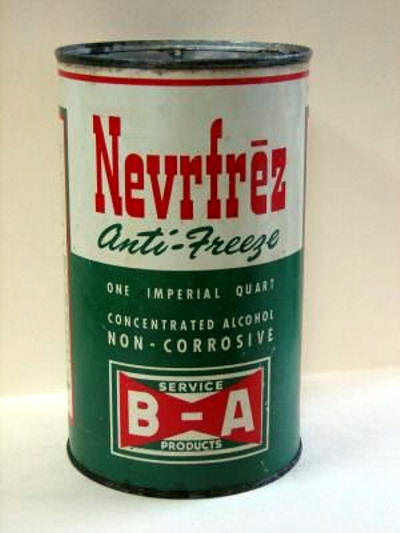 Nevrfrēz
Anti-Freeze
ONE IMPERIAL QUART
CONCENTRATED ALCOHOL
NON-CORROSIVE
SERVICE
B-A
PRODUCTS